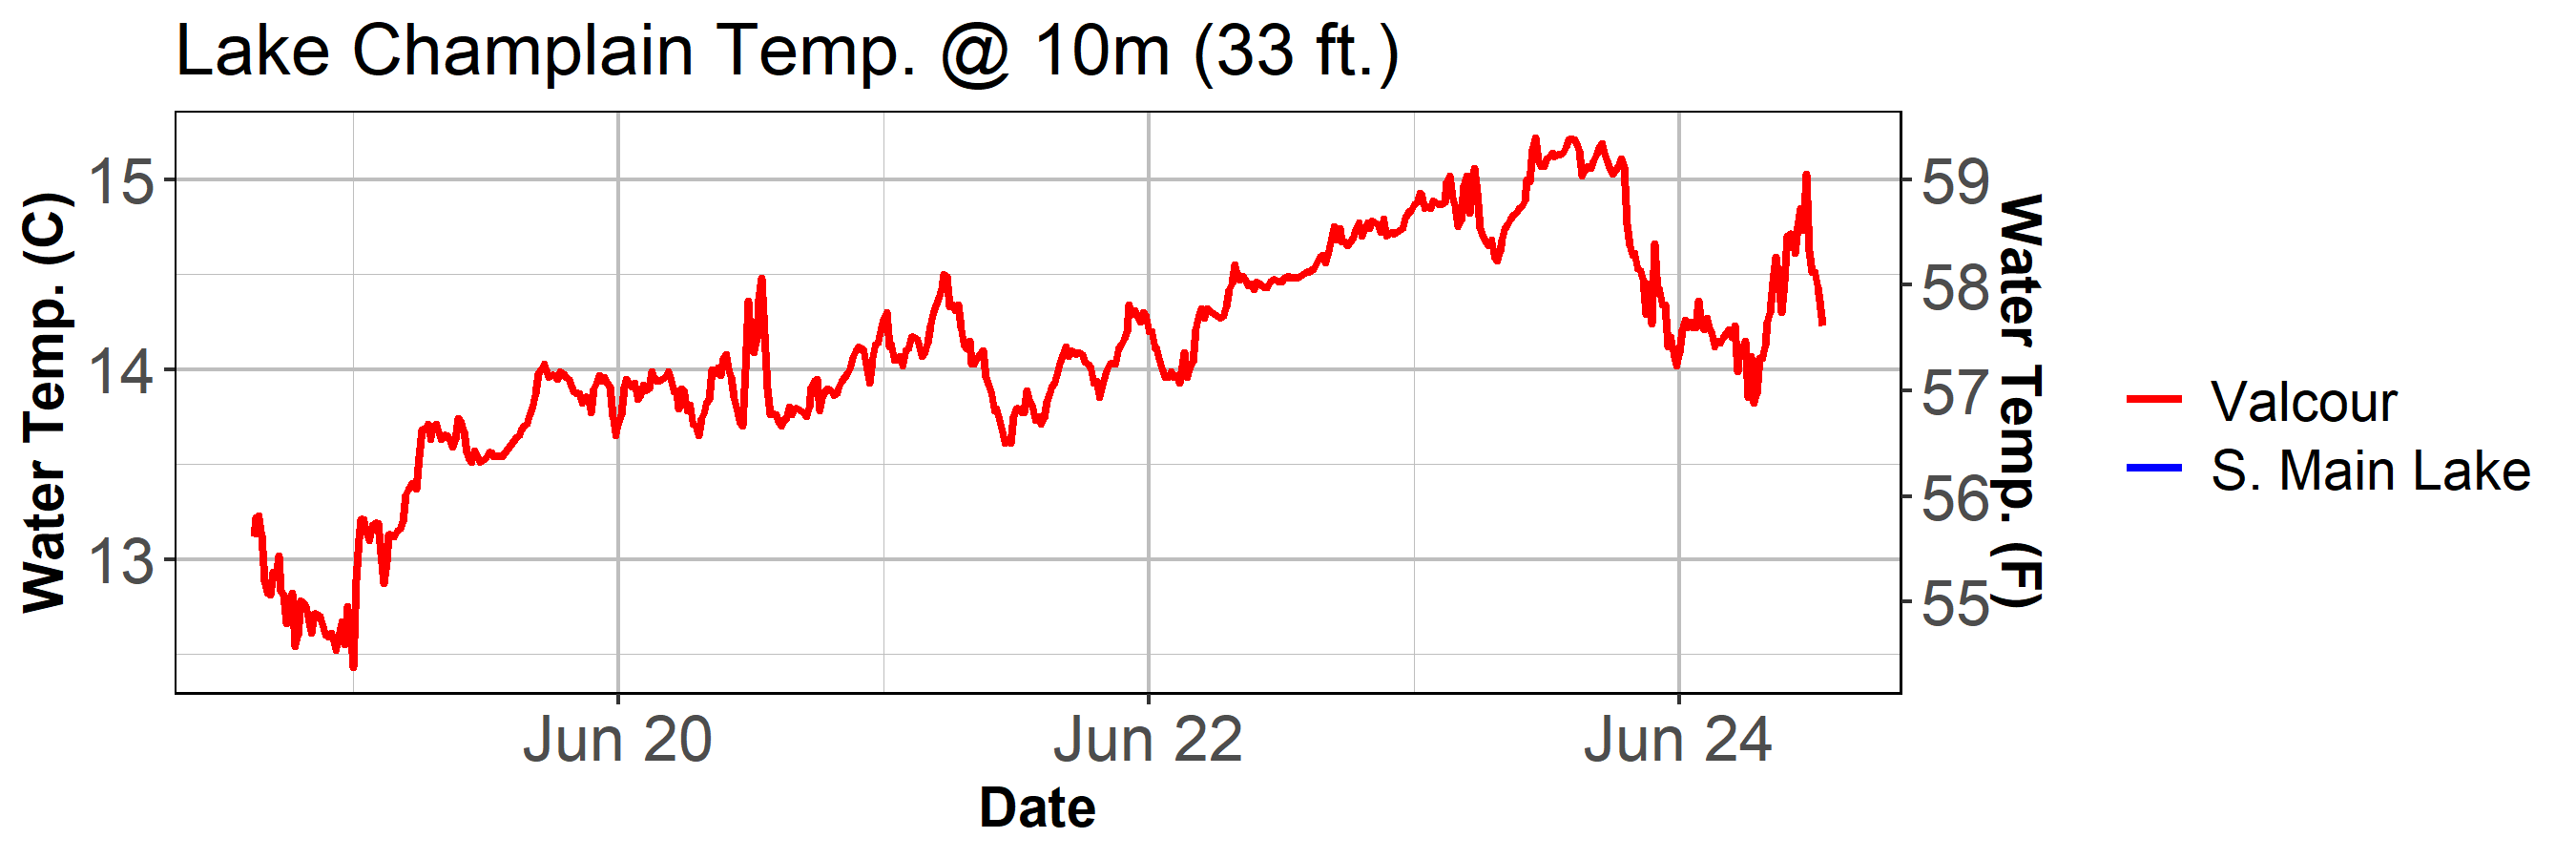 Lake Champlain Temp. @ 10m (33 ft.)
Water Temp. (C)
15
14
13
59
58
57
56
55
Water Temp. (F)
Jun 20
Jun 22
Jun 24
Date
Valcour
S. Main Lake